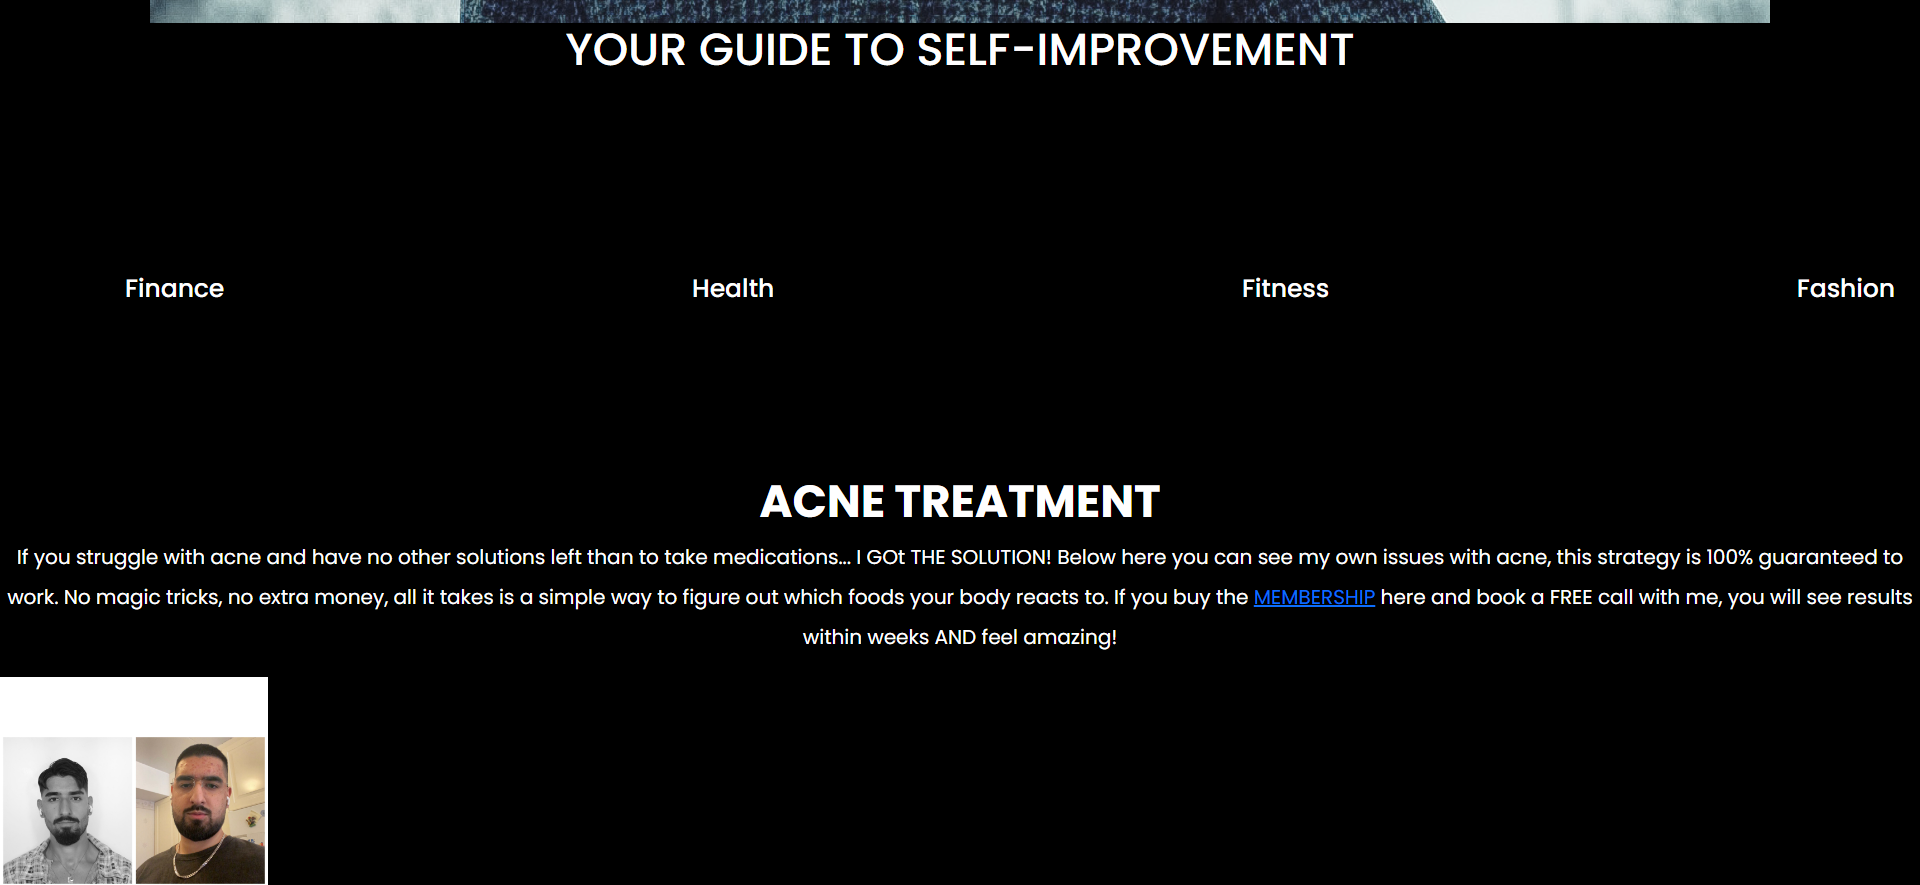 YOUR GUIDE TO SELF-IMPROVEMENT
Finance Health Fitness Fashion
ACNE TREATMENT
If you struggle with acne and have no other solutions left than to take medications... I GOt THE SOLUTION! Below here you can see my own issues with acne, this strategy is 100% guaranteed to
work. No magic tricks, no extra money, all it takes is a simple way to figure out which foods your body reacts to. If you buy the MEMBERSHIP here and book a FREE call with me, you will see results
within weeks AND feel amazing!